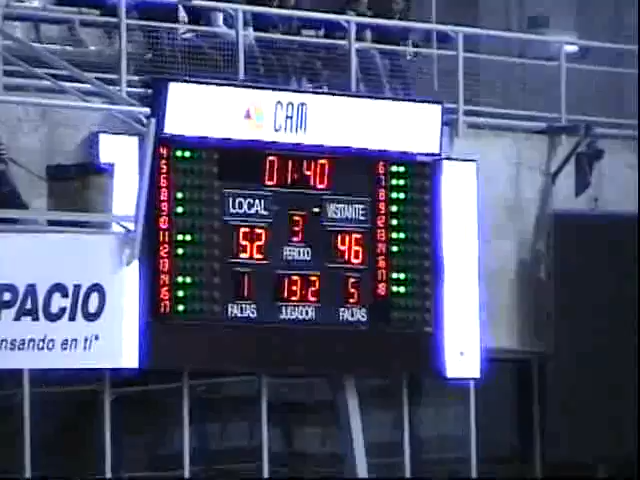 CAM
01:40
LOCAL
VISITANTE
3
52
PERIODO
46
1
13.2
5
FALTAS
JUGADOR
FALTAS
PACIO
nsando en ti"